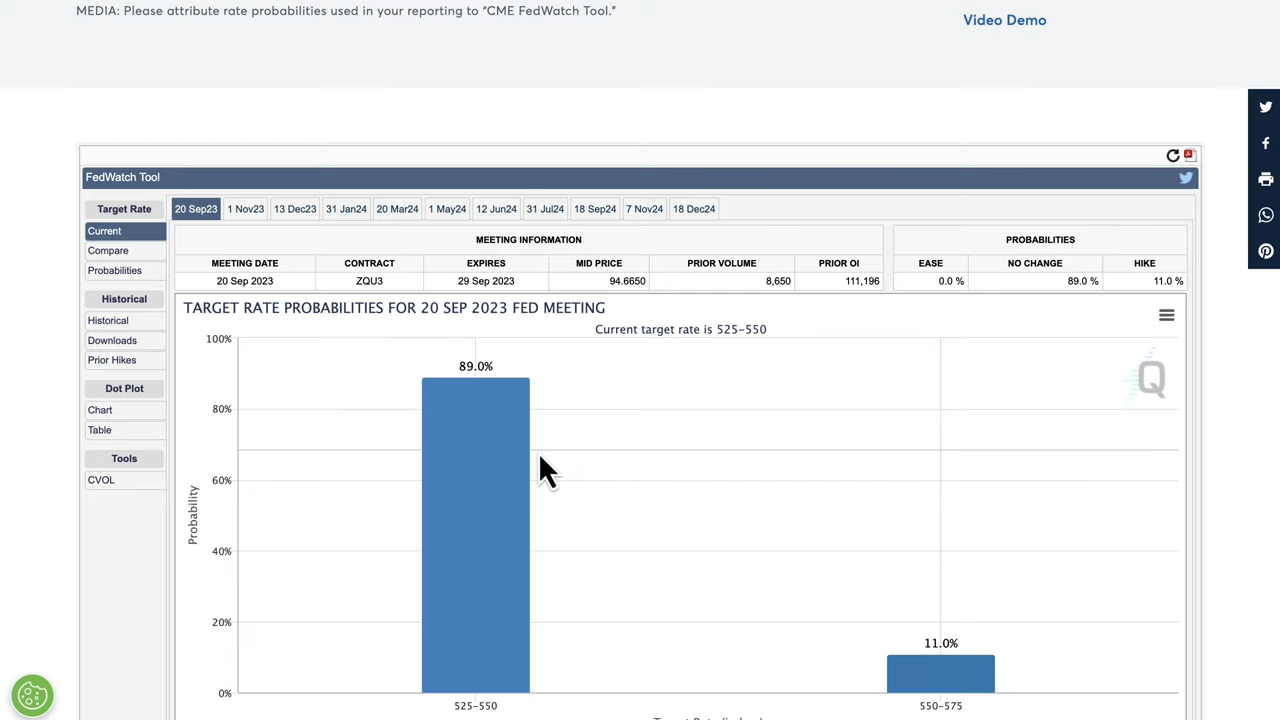 MEDIA: Please attribute rate probabilities used in your reporting to “CME FedWatch Tool.”
Video Demo
FedWatch Tool
Target Rate
Current
Compare
Probabilities
Historical
Historical
Downloads
Prior Hikes
Dot Plot
Chart
Table
Tools
CVOL
20 Sep23 1 Nov23 13 Dec23 31 Jan24 20 Mar24 1 May24 12 Jun24 31 Jul24 18 Sep24 7 Nov24 18 Dec24
MEETING INFORMATION
MEETING DATE CONTRACT EXPIRES MID PRICE PRIOR VOLUME PRIOR OI
20 Sep 2023 ZQU3 29 Sep 2023 94.6650 8,650 111,196
PROBABILITIES
EASE NO CHANGE HIKE
0.0 % 89.0 % 11.0 %
TARGET RATE PROBABILITIES FOR 20 SEP 2023 FED MEETING
Current target rate is 525–550
Probability
100%
80%
60%
40%
20%
0%
89.0%
11.0%
Q
525–550
550–575